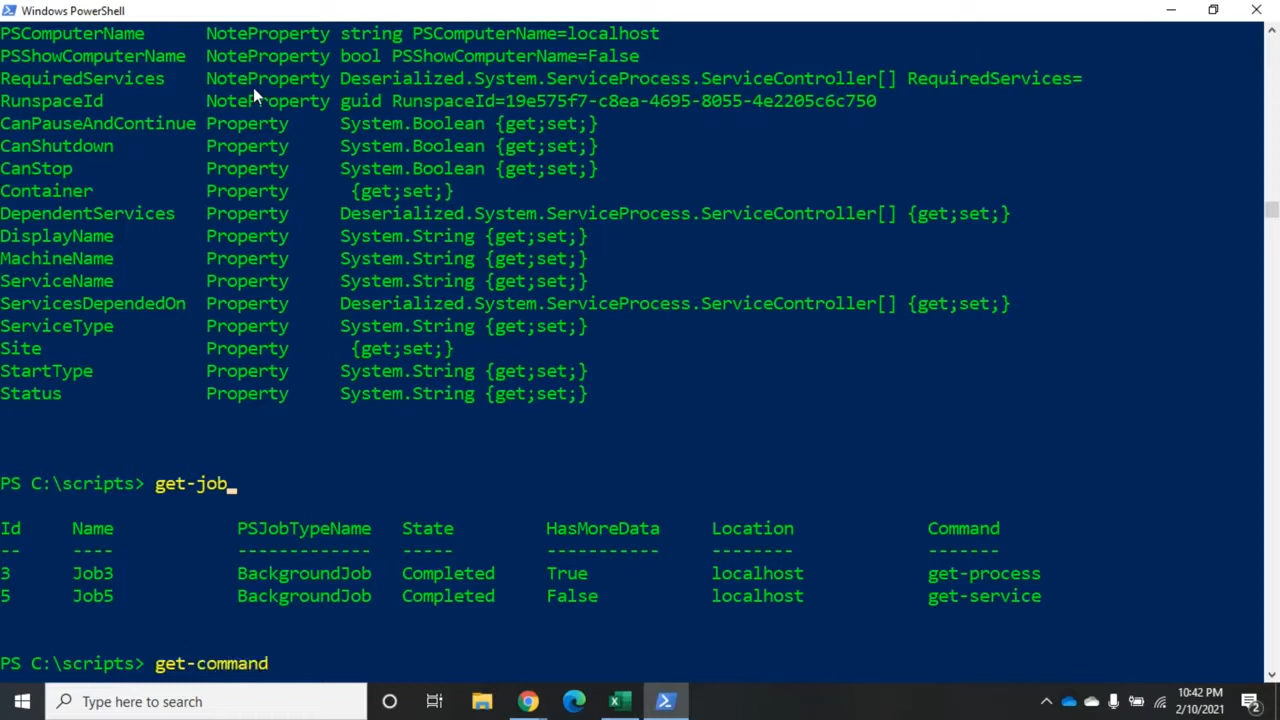 Windows PowerShell
PSComputerName NoteProperty string PSComputerName=localhost
PSShowComputerName NoteProperty bool PSShowComputerName=False
RequiredServices NoteProperty Deserialized.System.ServiceProcess.ServiceController[] RequiredServices=
RunspaceId NoteProperty guid RunspaceId=19e575f7-c8ea-4695-8055-4e2205c6c750
CanPauseAndContinue Property System.Boolean {get;set;}
CanShutdown Property System.Boolean {get;set;}
CanStop Property System.Boolean {get;set;}
Container Property {get;set;}
DependentServices Property Deserialized.System.ServiceProcess.ServiceController[] {get;set;}
DisplayName Property System.String {get;set;}
MachineName Property System.String {get;set;}
ServiceName Property System.String {get;set;}
ServicesDependedOn Property Deserialized.System.ServiceProcess.ServiceController[] {get;set;}
ServiceType Property System.String {get;set;}
Site Property {get;set;}
StartType Property System.String {get;set;}
Status Property System.String {get;set;}
PS C:\scripts> get-job
Id Name PSJobTypeName State HasMoreData Location Command
-- ---- ------------- ----- ----------- -------- -------
3 Job3 BackgroundJob Completed True localhost get-process
5 Job5 BackgroundJob Completed False localhost get-service
PS C:\scripts> get-command
Type here to search
10:42 PM
2/10/2021
2